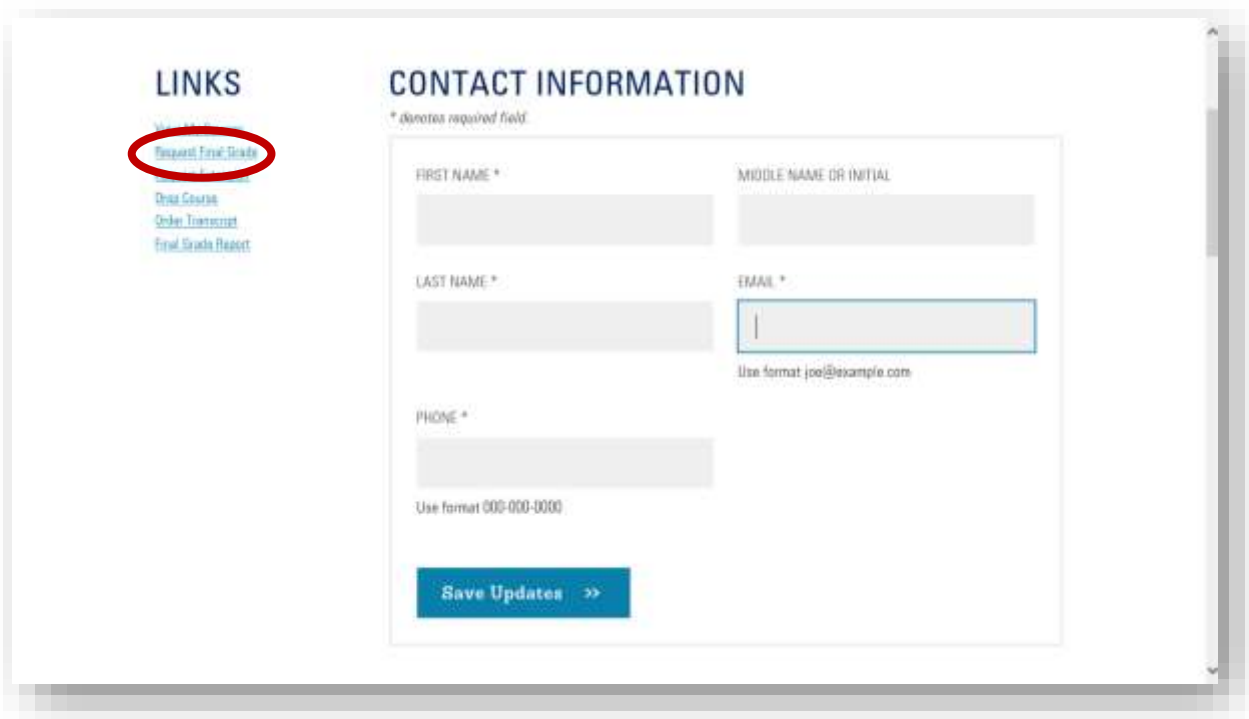 LINKS
Request Final Grade
Drop Course
Order Transcript
Final Grade Report
CONTACT INFORMATION
* denotes required field.
FIRST NAME *
MIDDLE NAME OR INITIAL
LAST NAME *
EMAIL *
Use format joe@example.com
PHONE *
Use format 000-000-0000
Save Updates »